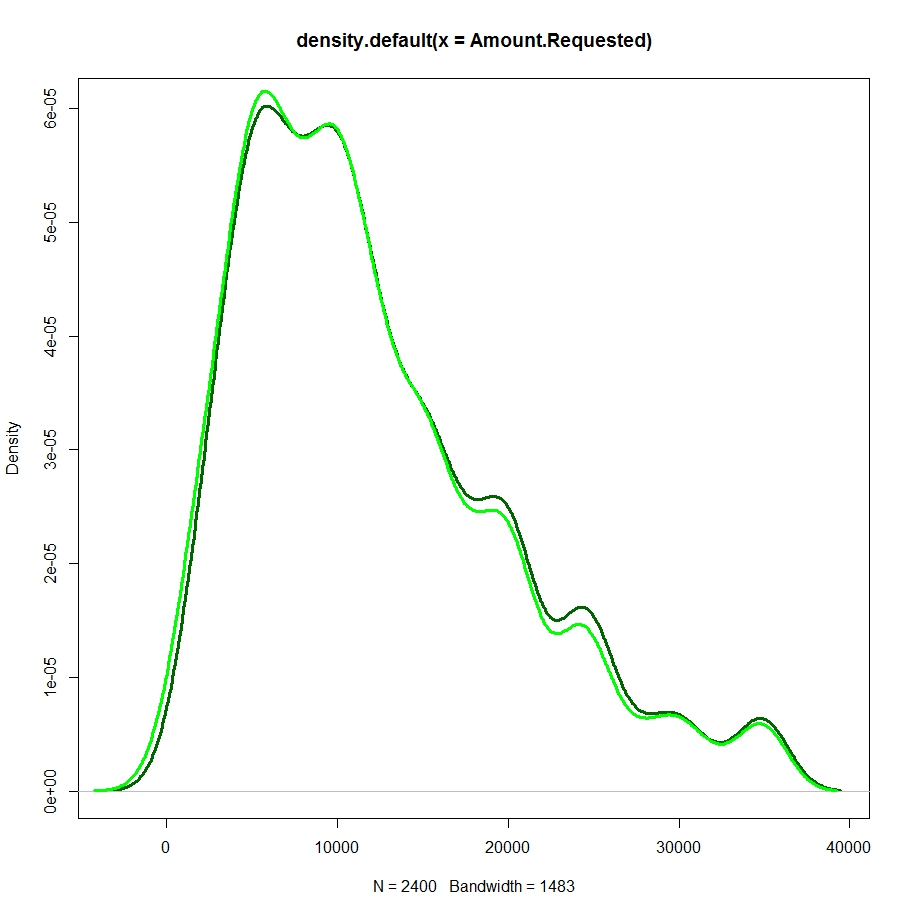 density.default(x = Amount.Requested)
6e-05
5e-05
4e-05
3e-05
2e-05
1e-05
0e+00
Density
0 10000 20000 30000 40000
N = 2400 Bandwidth = 1483